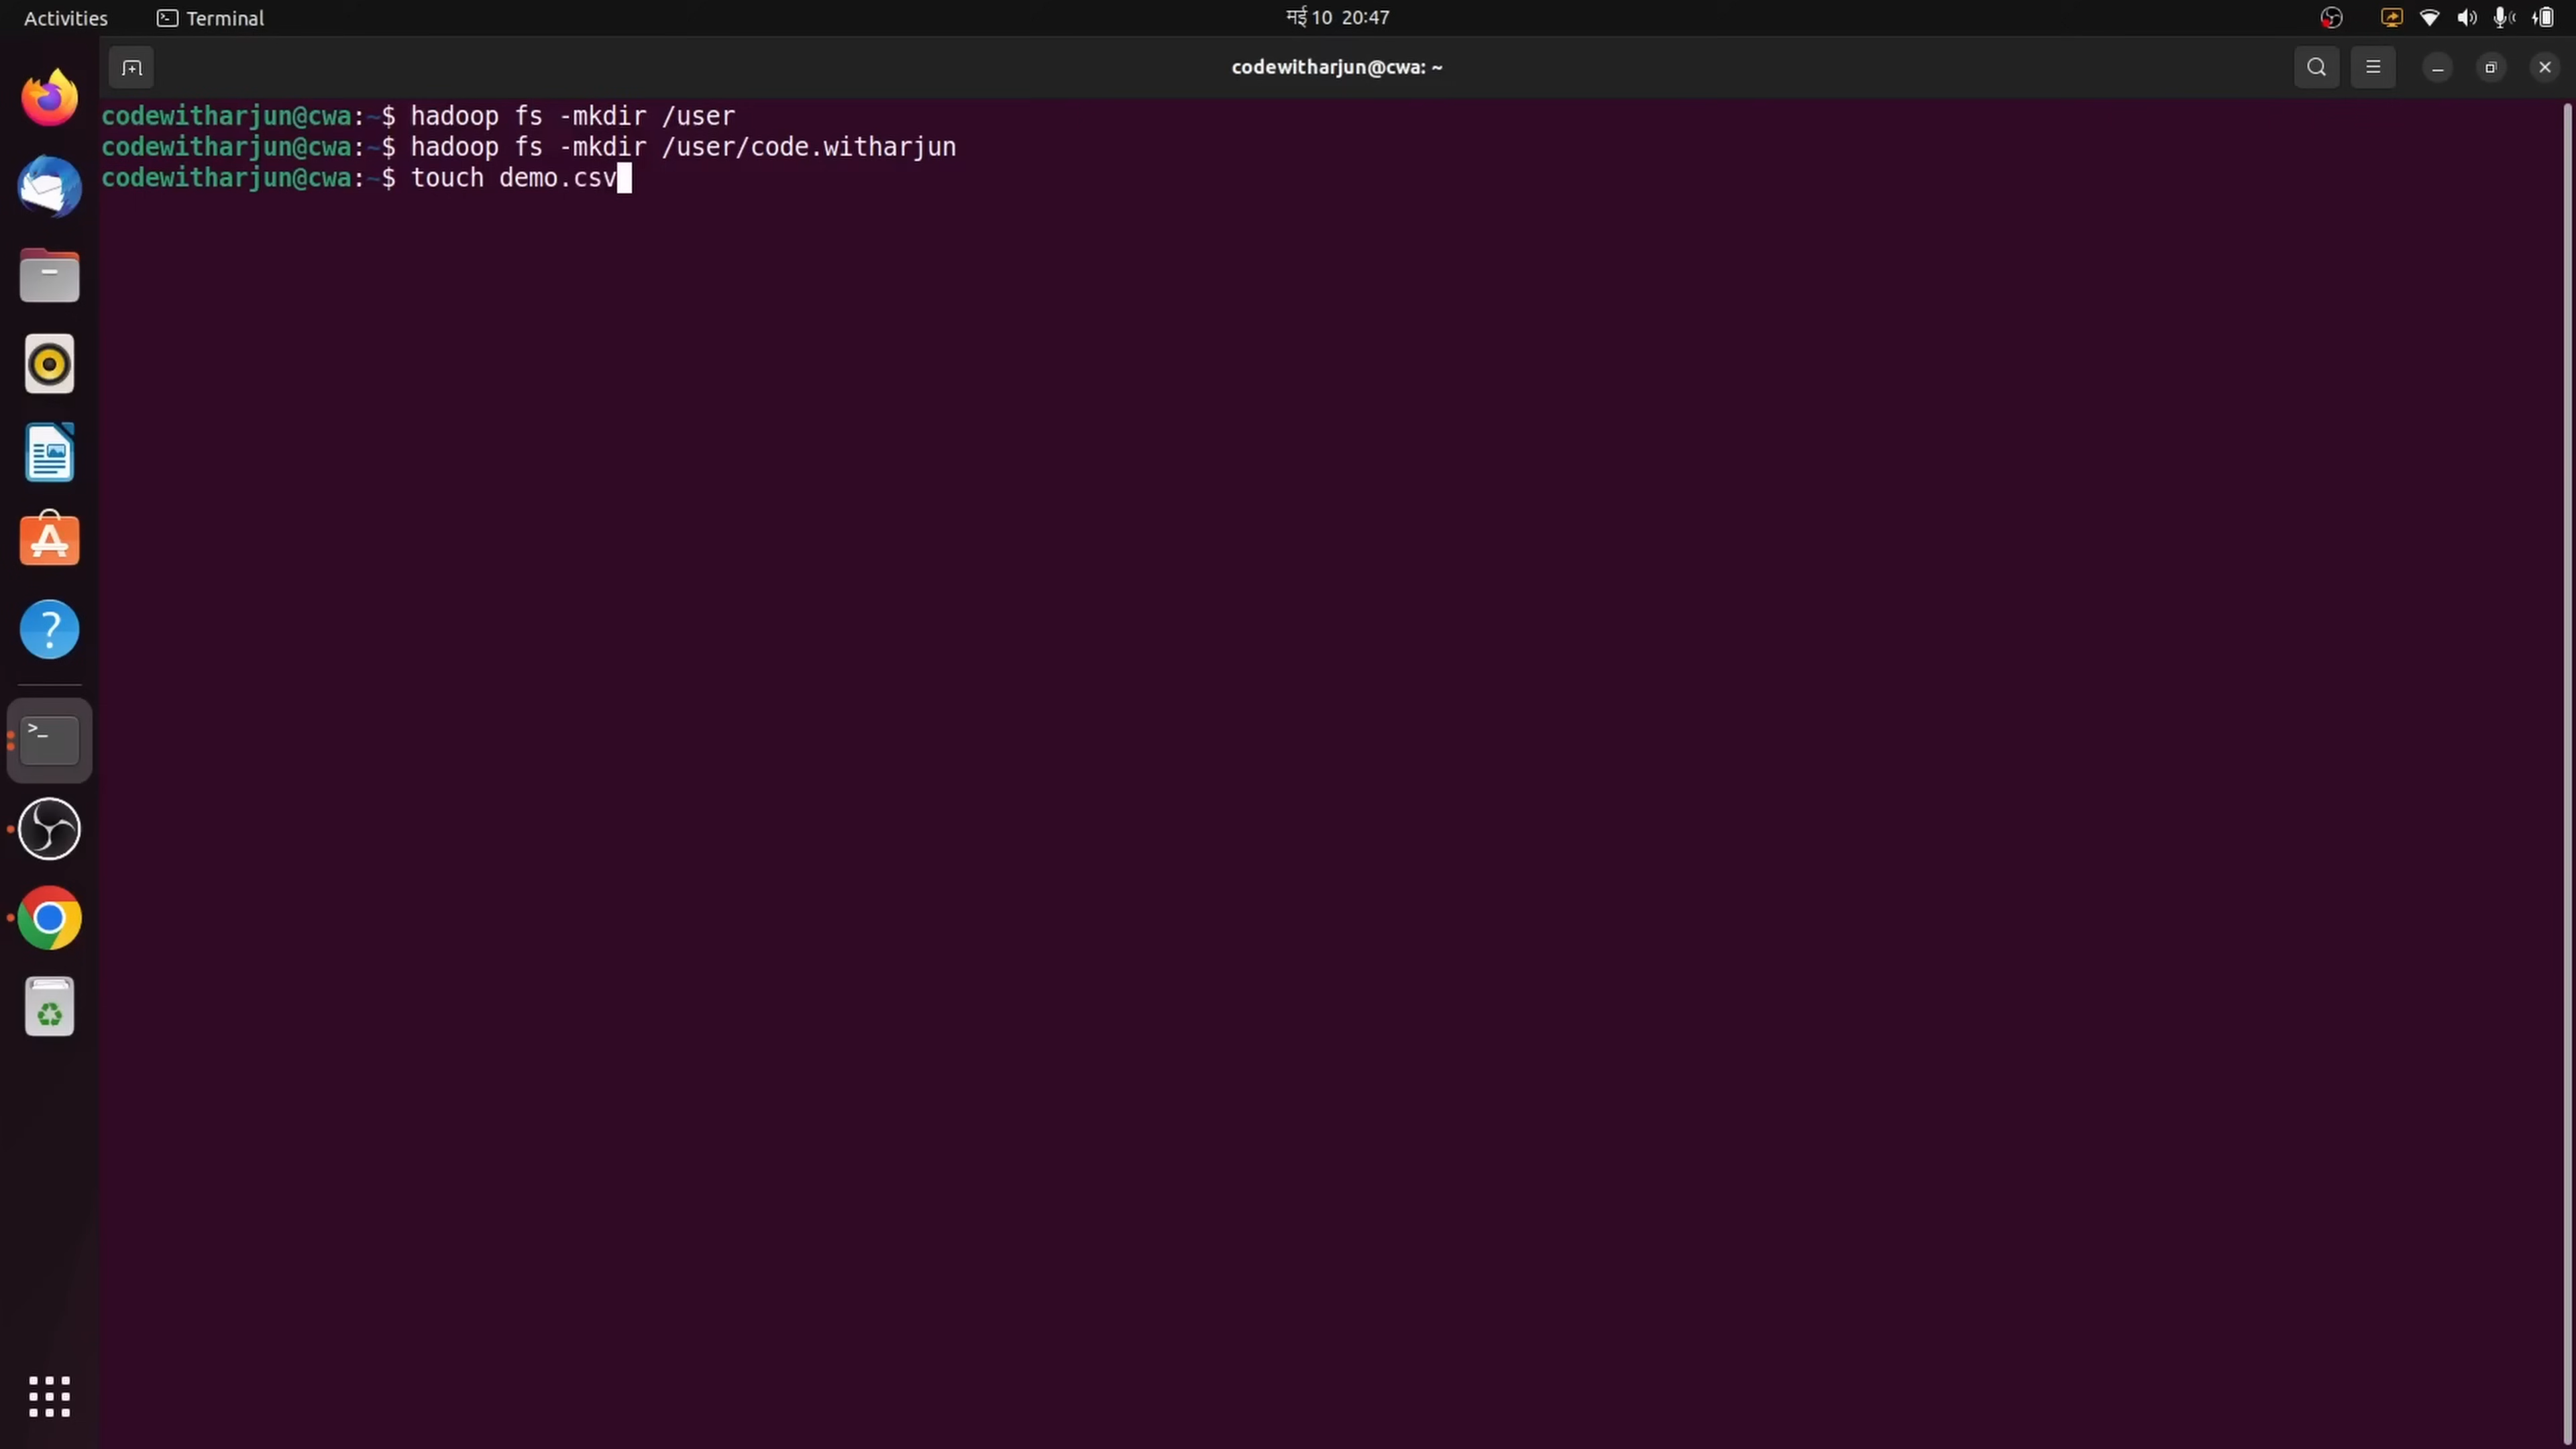 Activities Terminal मई 10 20:47
codewitharjun@cwa: ~
codewitharjun@cwa:~$ hadoop fs -mkdir /user
codewitharjun@cwa:~$ hadoop fs -mkdir /user/code.witharjun
codewitharjun@cwa:~$ touch demo.csv